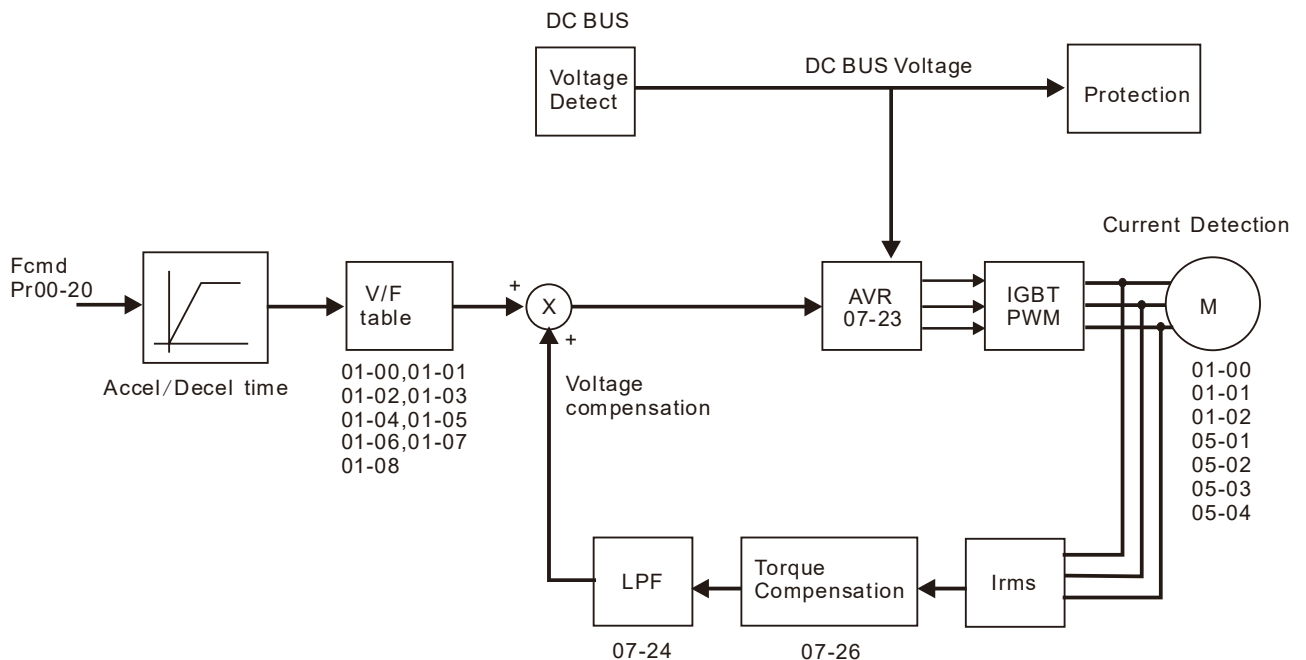 DC BUS
Voltage
Detect
DC BUS Voltage
Protection
Current Detection
Fcmd
Pr00-20
Accel/Decel time
V/F
table
01-00,01-01
01-02,01-03
01-04,01-05
01-06,01-07
01-08
+
X
+
Voltage
compensation
AVR
07-23
IGBT
PWM
M
01-00
01-01
01-02
05-01
05-02
05-03
05-04
LPF
07-24
Torque
Compensation
07-26
Irms